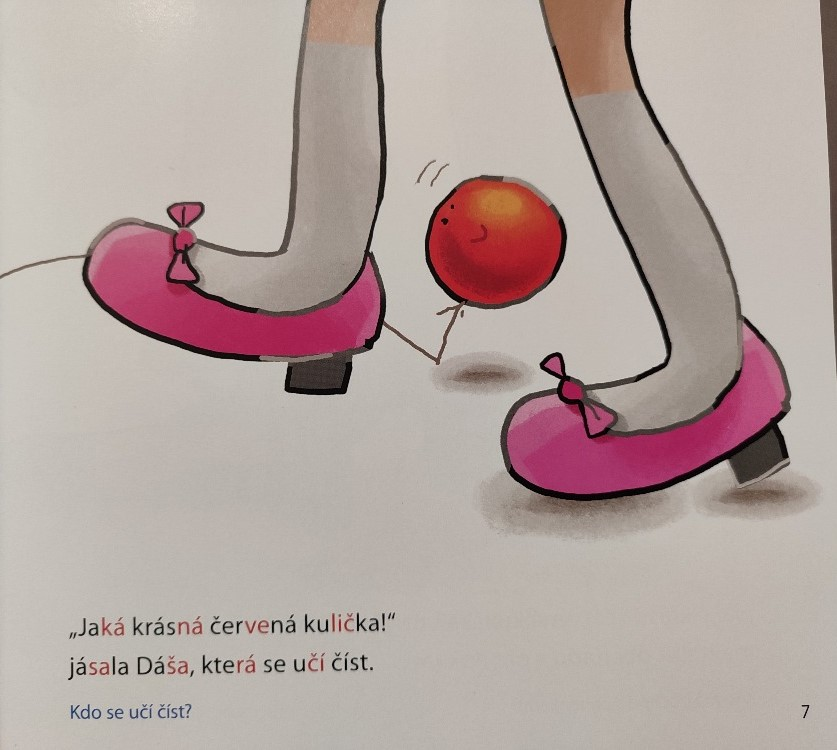 „Jaká krásná červená kulička!“
jásala Dáša, která se učí číst.
Kdo se učí číst?
7